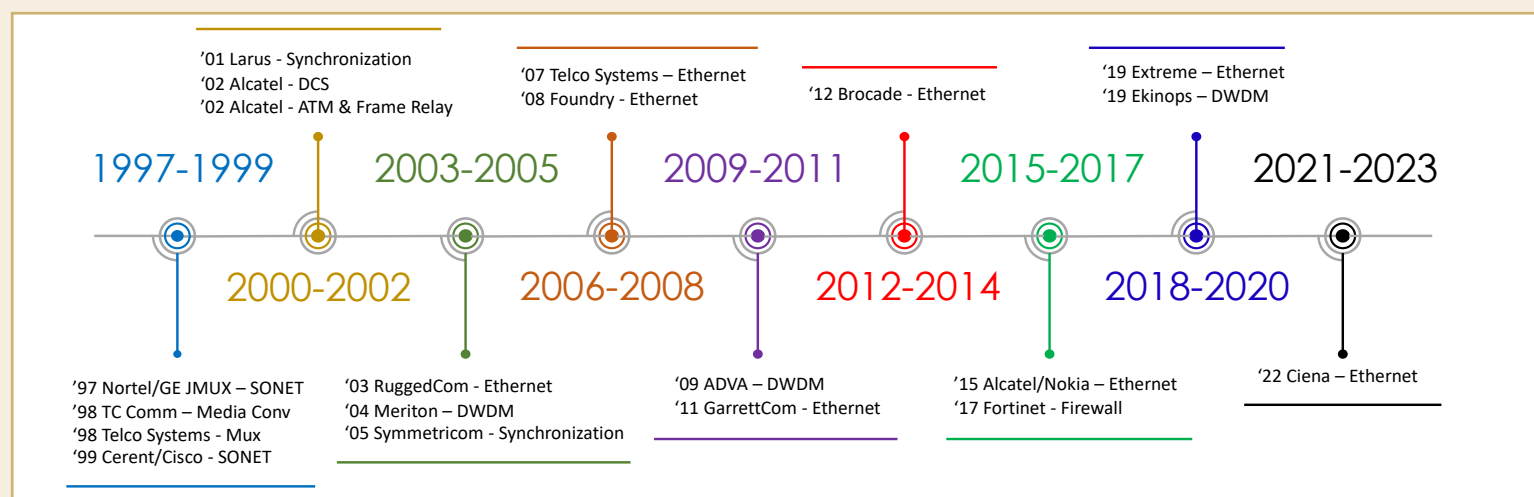 ’01 Larus - Synchronization
‘02 Alcatel - DCS
’02 Alcatel - ATM & Frame Relay
‘07 Telco Systems – Ethernet
‘08 Foundry - Ethernet
‘12 Brocade - Ethernet
‘19 Extreme – Ethernet
‘19 Ekinops – DWDM
1997-1999
2003-2005
2009-2011
2015-2017
2021-2023
2000-2002
2006-2008
2012-2014
2018-2020
’97 Nortel/GE JMUX – SONET
’98 TC Comm – Media Conv
‘98 Telco Systems - Mux
‘99 Cerent/Cisco - SONET
‘03 RuggedCom - Ethernet
‘04 Meriton – DWDM
‘05 Symmetricom - Synchronization
‘09 ADVA – DWDM
‘11 GarrettCom - Ethernet
‘15 Alcatel/Nokia – Ethernet
‘17 Fortinet - Firewall
‘22 Ciena – Ethernet